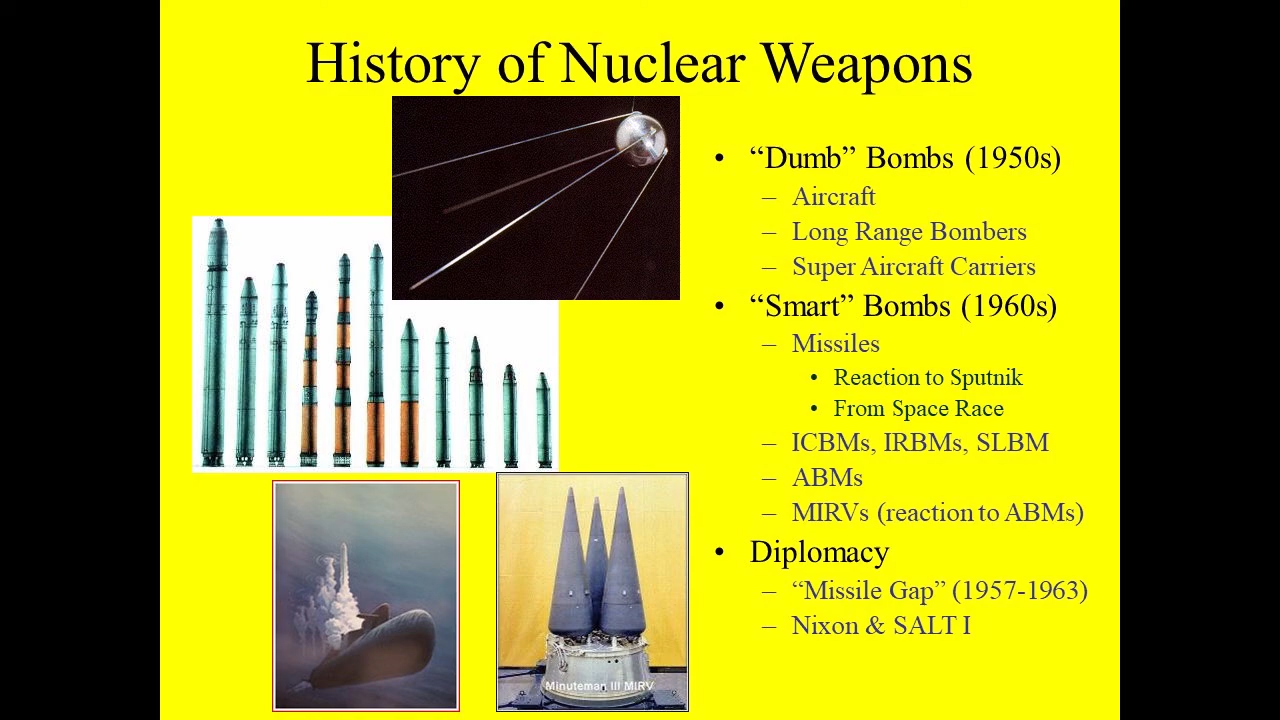 History of Nuclear Weapons
• “Dumb” Bombs (1950s)
– Aircraft
– Long Range Bombers
– Super Aircraft Carriers
• “Smart” Bombs (1960s)
– Missiles
• Reaction to Sputnik
• From Space Race
– ICBMs, IRBMs, SLBM
– ABMs
– MIRVs (reaction to ABMs)
• Diplomacy
– “Missile Gap” (1957-1963)
– Nixon & SALT I
Minuteman III MIRV